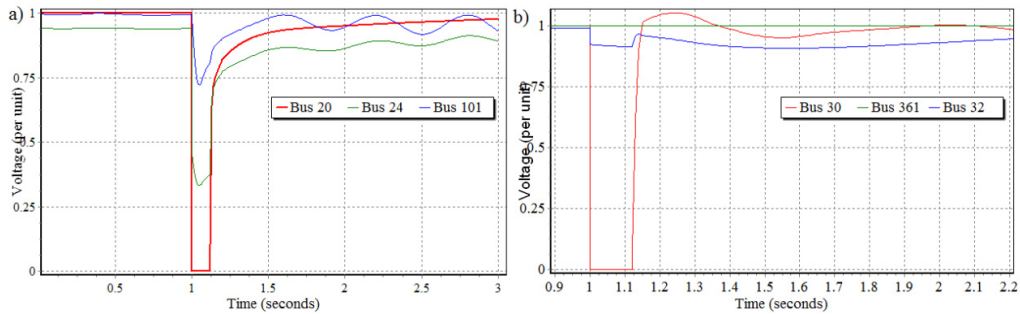 a)
Voltage (per unit)
1
0.75
0.5
0.25
0
Bus 20 Bus 24 Bus 101
0.5 1 1.5 2 2.5 3
Time (seconds)
b)
Voltage (per unit)
1
0.75
0.5
0.25
0
Bus 30 Bus 361 Bus 32
0.9 1 1.1 1.2 1.3 1.4 1.5 1.6 1.7 1.8 1.9 2 2.1 2.2
Time (seconds)